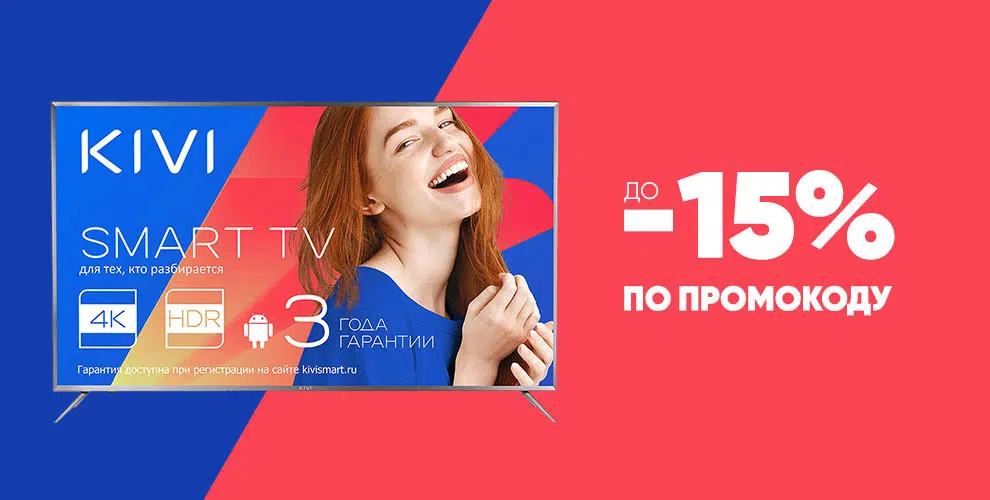 KIVI
SMART TV
для тех, кто разбирается
4K
HDR
3
ГОДА
ГАРАНТИИ
Гарантия доступна при регистрации на сайте kivismart.ru
KIVI
ДО
-15%
ПО ПРОМОКОДУ